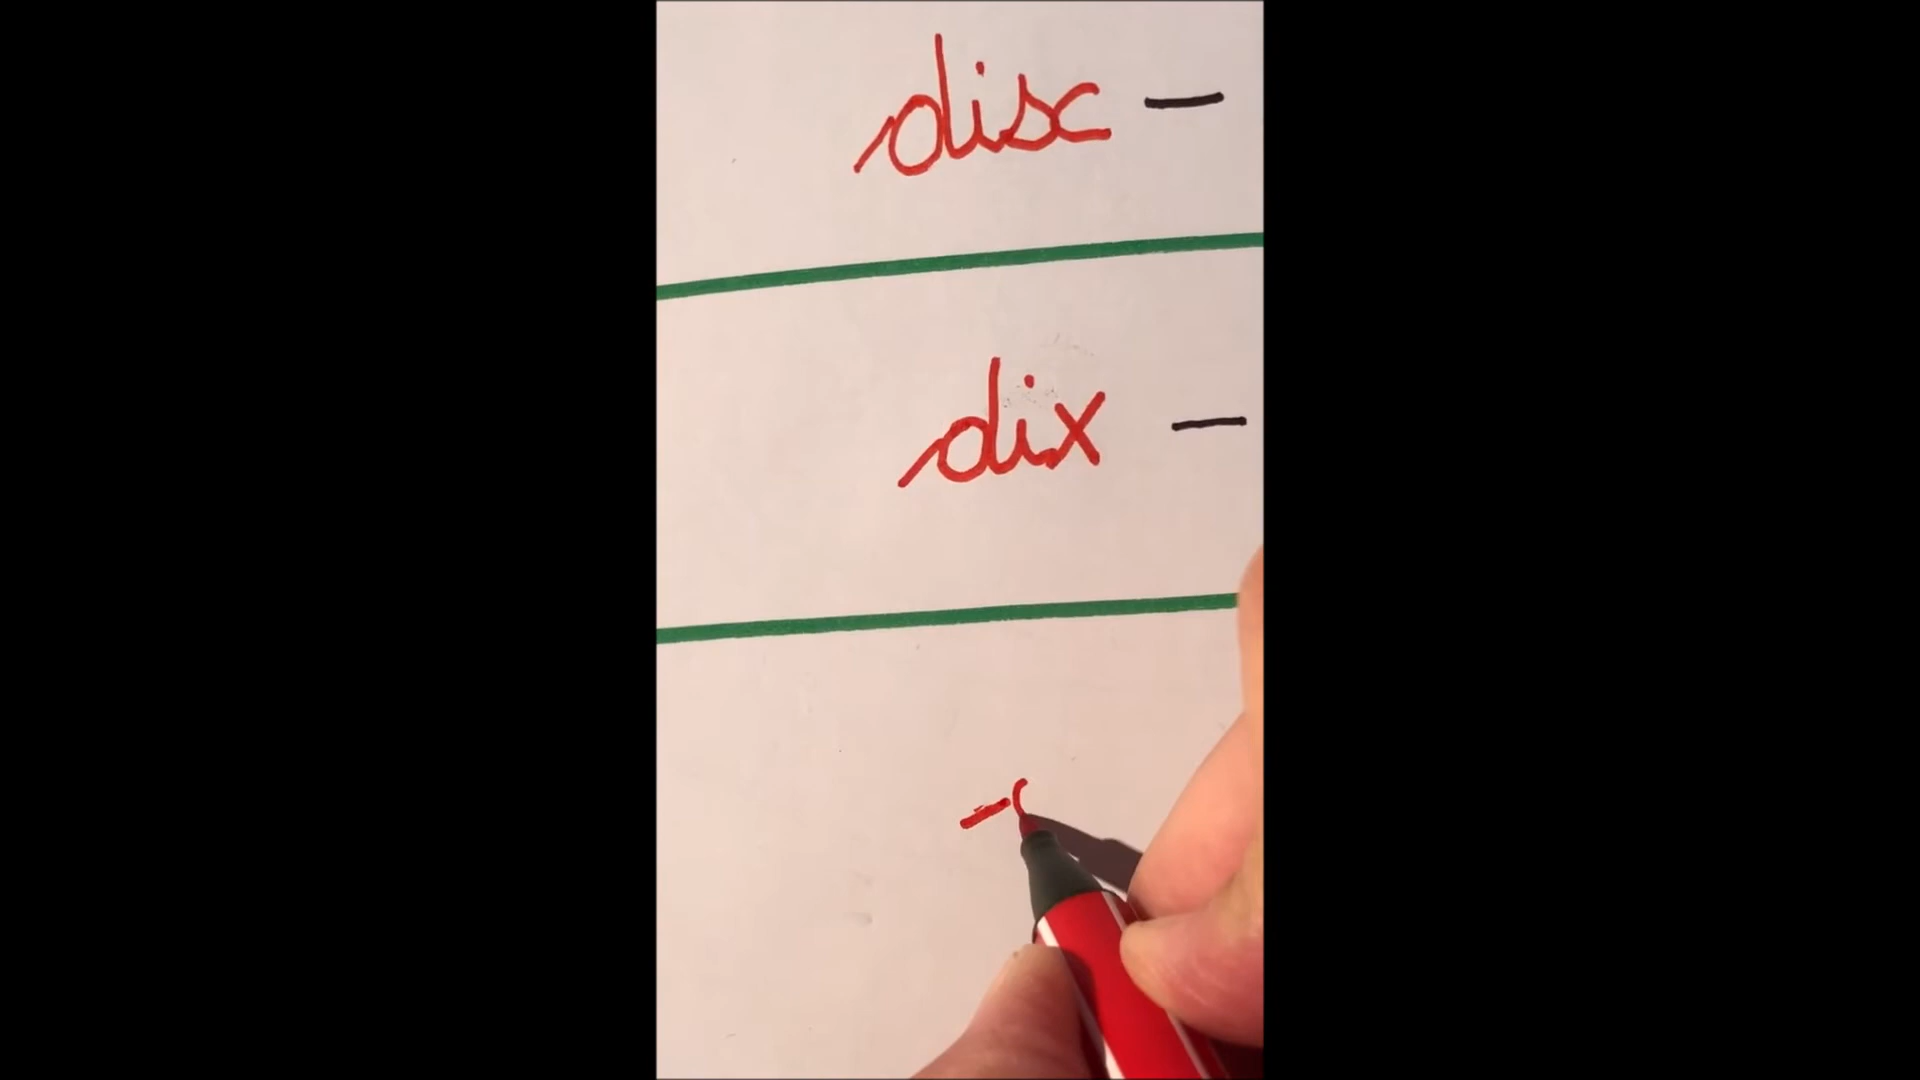 disc –
dix –